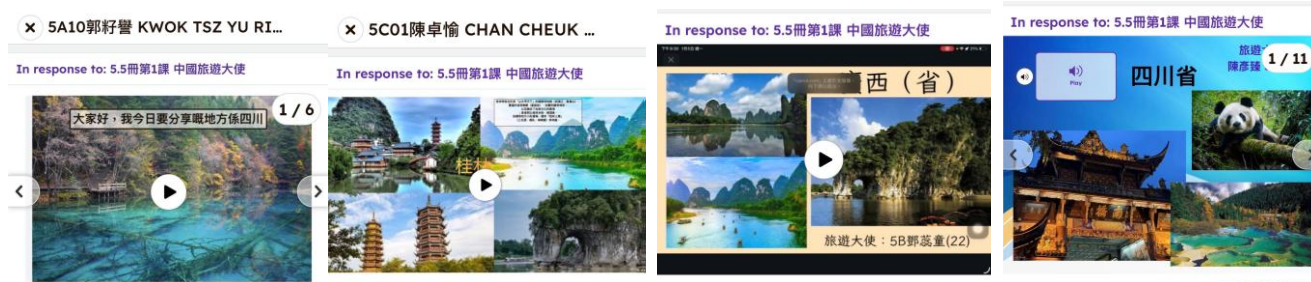 5A10郭籽譽 KWOK TSZ YU RI...
In response to: 5.5冊第1課 中國旅遊大使
1 / 6
大家好，我今日要分享嘅地方係四川
5C01陳卓愉 CHAN CHEUK ...
In response to: 5.5冊第1課 中國旅遊大使
In response to: 5.5冊第1課 中國旅遊大使
西（省）
旅遊大使：5B鄧蕊童(22)
In response to: 5.5冊第1課 中國旅遊大使
Play
四川省
旅遊
陳彥臻
1 / 11